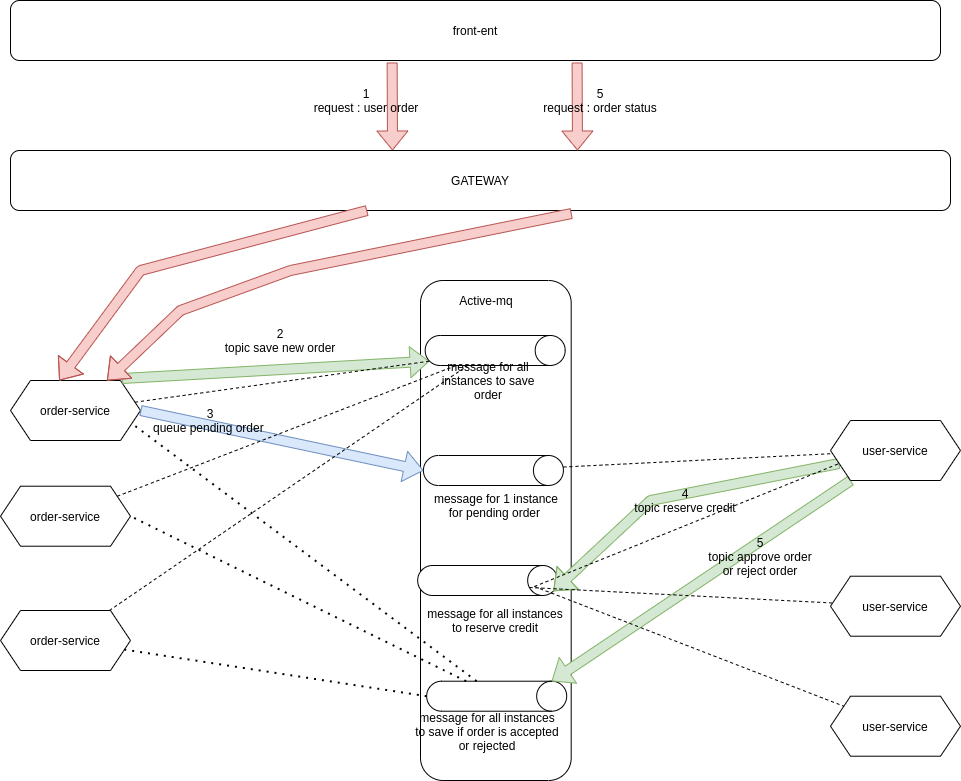 front-ent
1
request : user order
5
request : order status
GATEWAY
Active-mq
2
topic save new order
message for all
instances to save
order
order-service
3
queue pending order
user-service
message for 1 instance
for pending order
4
topic reserve credit
order-service
5
topic approve order
or reject order
message for all instances
to reserve credit
user-service
order-service
message for all instances
to save if order is accepted
or rejected
user-service